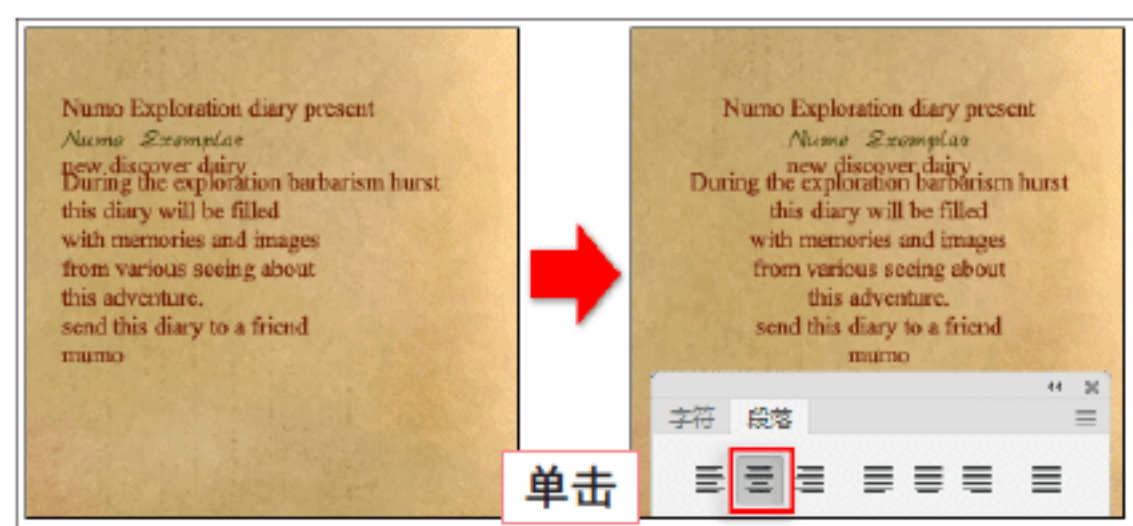 Numo Exploration diary present
Numo Exemplas
new discover dairy
During the exploration barbarism hurst
this diary will be filled
with memories and images
from various seeing about
this adventure.
send this diary to a friend
mumo
单击
Numo Exploration diary present
Numo Exemplas
new discover dairy
During the exploration barbarism hurst
this diary will be filled
with memories and images
from various seeing about
this adventure.
send this diary to a friend
mumo
字符 段落